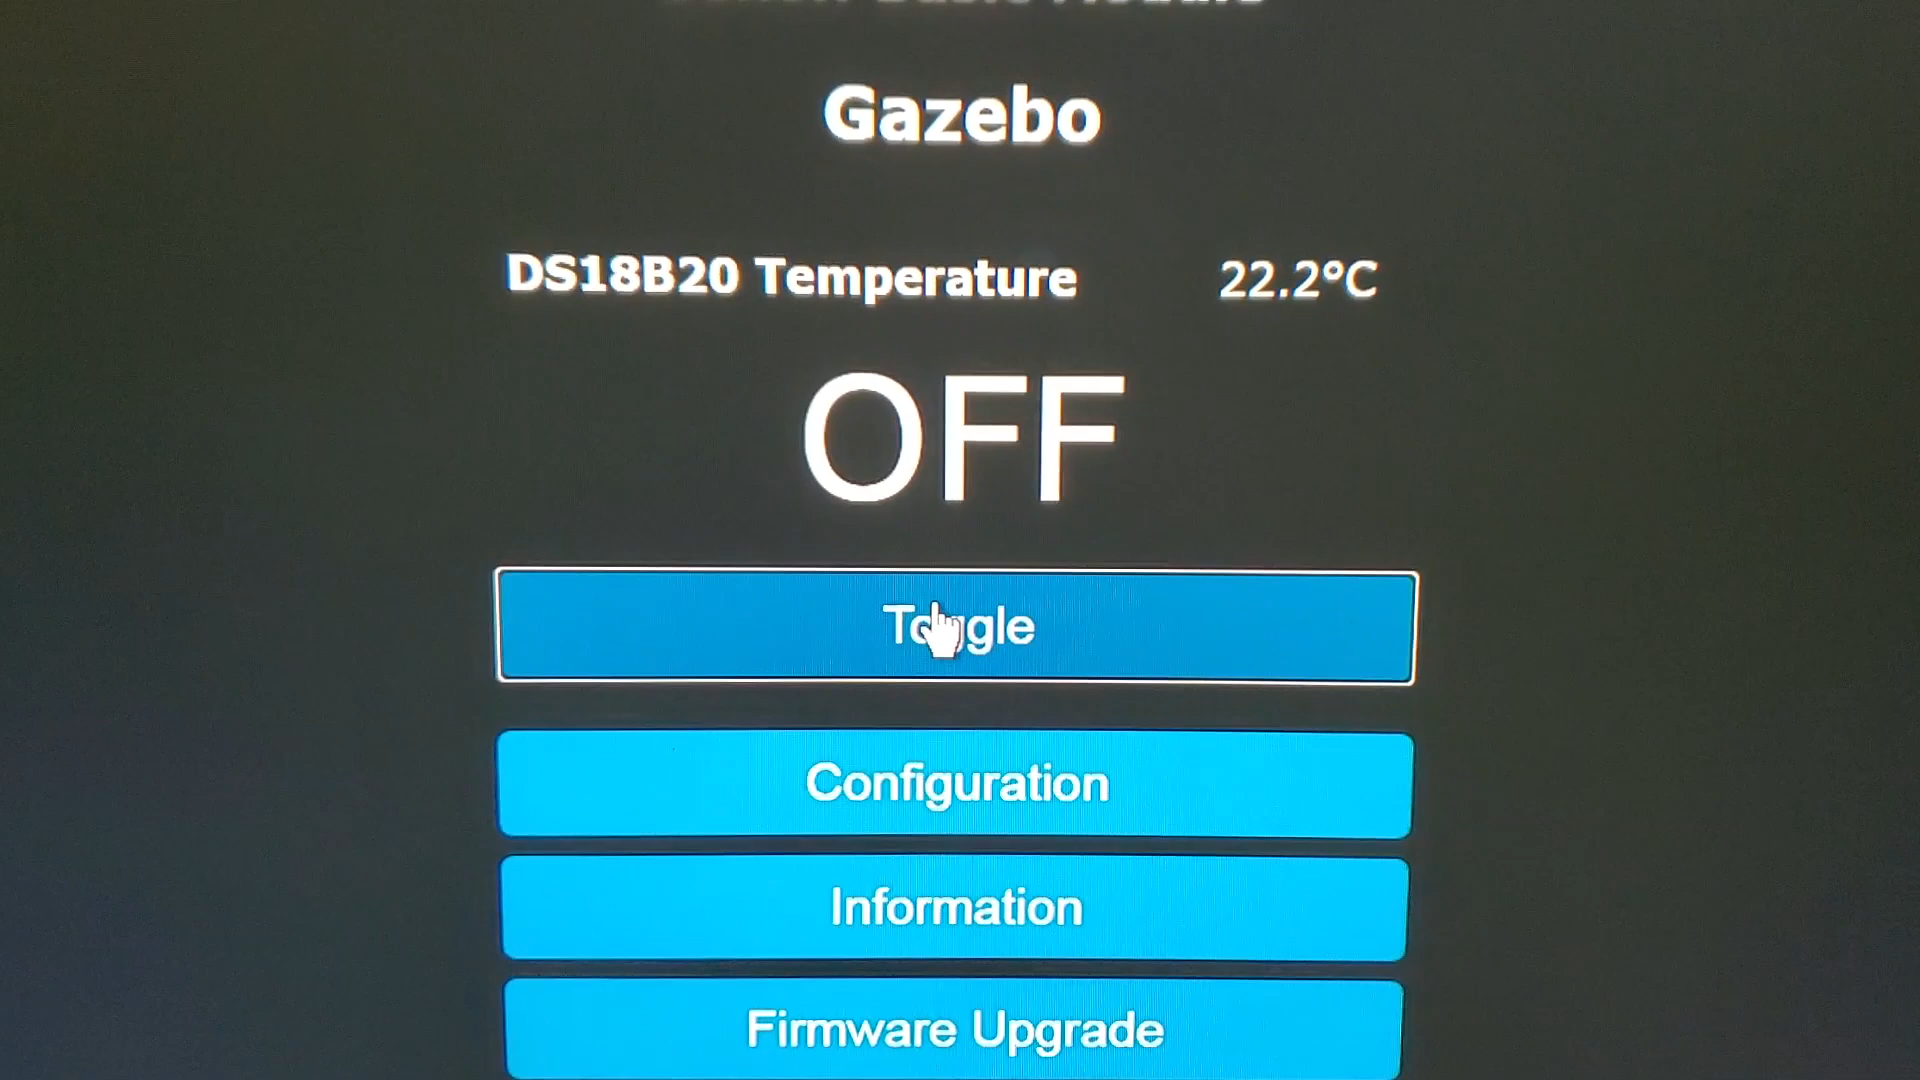 Gazebo
DS18B20 Temperature 22.2°C
OFF
Toggle
Configuration
Information
Firmware Upgrade